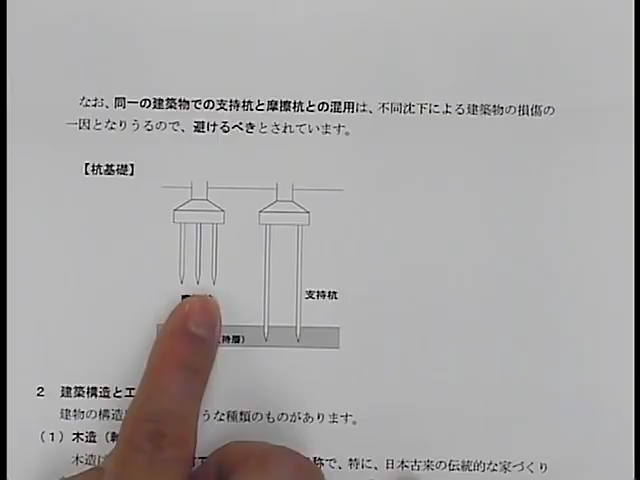 なお、同一の建築物での支持杭と摩擦杭との混用は、不同沈下による建築物の損傷の
一因となりうるので、避けるべきとされています。
【杭基礎】
支持杭
持層）
2 建築構造とエ
建物の構造 うな種類のものがあります。
（1）木造（
木造は 称で、特に、日本古来の伝統的な家づくり